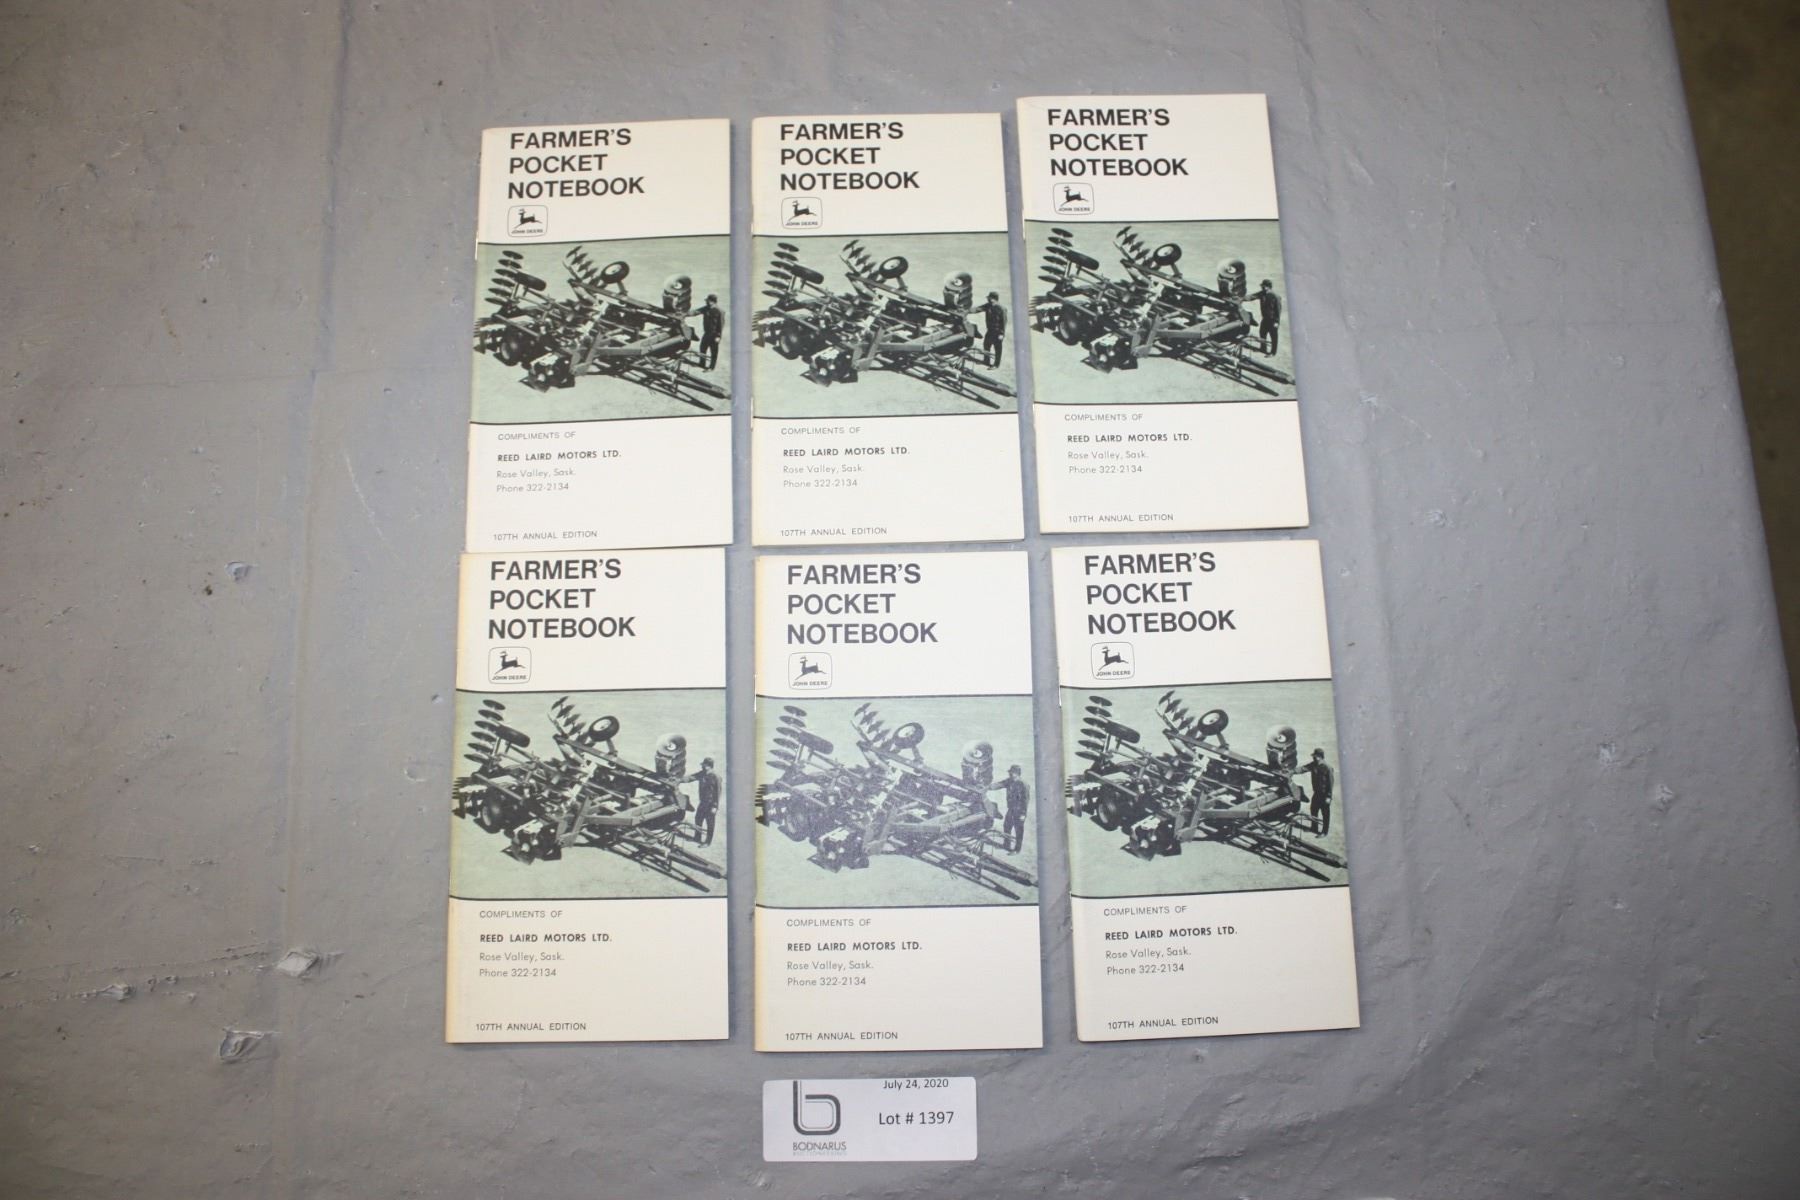 FARMER'S
POCKET
NOTEBOOK
JOHN DEERE
COMPLIMENTS OF
REED LAIRD MOTORS LTD.
Rose Valley, Sask.
Phone 322-2134
107TH ANNUAL EDITION
FARMER'S
POCKET
NOTEBOOK
JOHN DEERE
COMPLIMENTS OF
REED LAIRD MOTORS LTD.
Rose Valley, Sask.
Phone 322-2134
107TH ANNUAL EDITION
FARMER'S
POCKET
NOTEBOOK
JOHN DEERE
COMPLIMENTS OF
REED LAIRD MOTORS LTD.
Rose Valley, Sask.
Phone 322-2134
107TH ANNUAL EDITION
FARMER'S
POCKET
NOTEBOOK
JOHN DEERE
COMPLIMENTS OF
REED LAIRD MOTORS LTD.
Rose Valley, Sask.
Phone 322-2134
107TH ANNUAL EDITION
FARMER'S
POCKET
NOTEBOOK
JOHN DEERE
COMPLIMENTS OF
REED LAIRD MOTORS LTD.
Rose Valley, Sask.
Phone 322-2134
107TH ANNUAL EDITION
FARMER'S
POCKET
NOTEBOOK
JOHN DEERE
COMPLIMENTS OF
REED LAIRD MOTORS LTD.
Rose Valley, Sask.
Phone 322-2134
107TH ANNUAL EDITION
July 24, 2020
Lot # 1397
BODNARUS
AUCTIONEERING